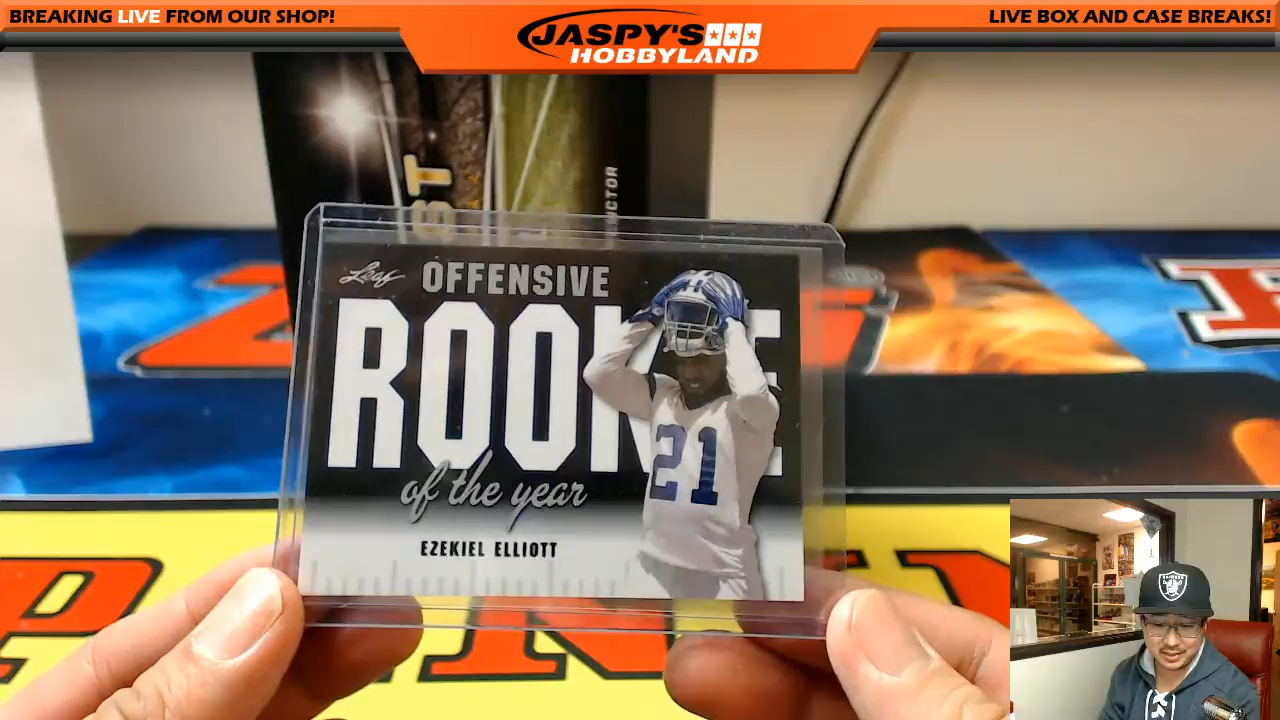 BREAKING LIVE FROM OUR SHOP!
JASPY'S
HOBBYLAND
LIVE BOX AND CASE BREAKS!
Leaf
OFFENSIVE
ROOKIE
of the year
21
EZEKIEL ELLIOTT
RAIDERS